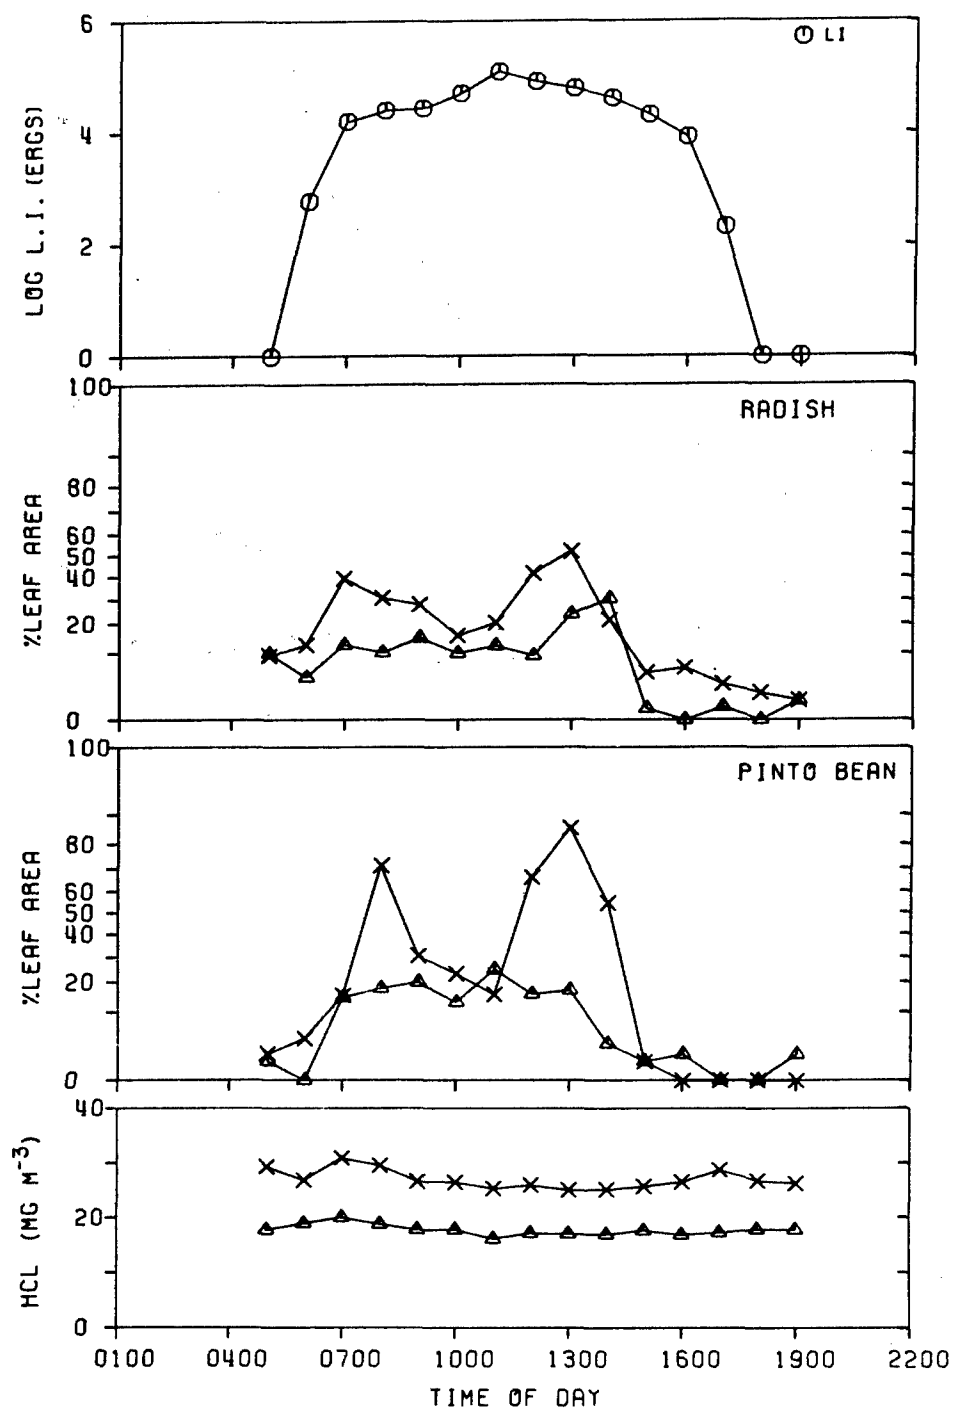 6
LI
4
2
0
LOG L.I. (ERGS)
100
RADISH
80
60
50
40
20
0
%LEAF AREA
100
PINTO BEAN
80
60
50
40
20
0
%LEAF AREA
40
20
0
HCL (MG M⁻³)
0100 0400 0700 1000 1300 1600 1900 2200
TIME OF DAY